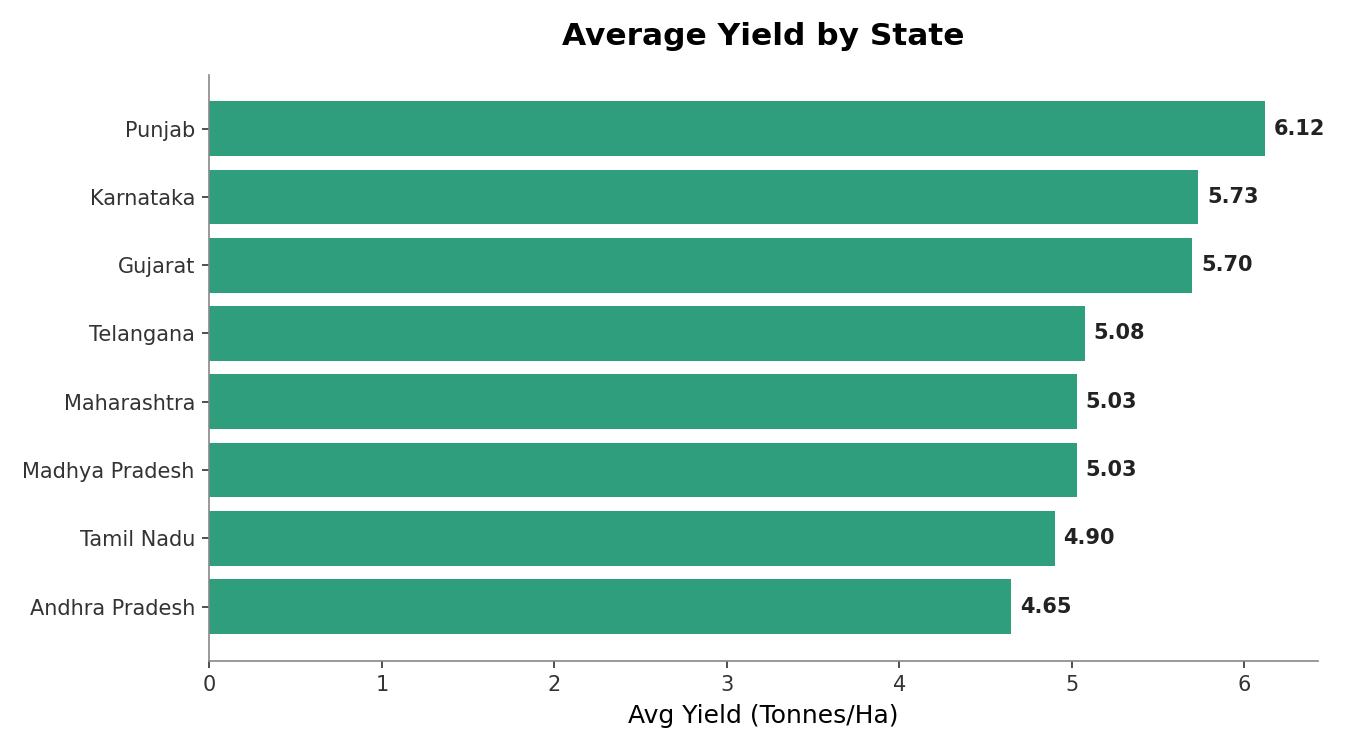 Average Yield by State
Punjab 6.12
Karnataka 5.73
Gujarat 5.70
Telangana 5.08
Maharashtra 5.03
Madhya Pradesh 5.03
Tamil Nadu 4.90
Andhra Pradesh 4.65
0 1 2 3 4 5 6
Avg Yield (Tonnes/Ha)